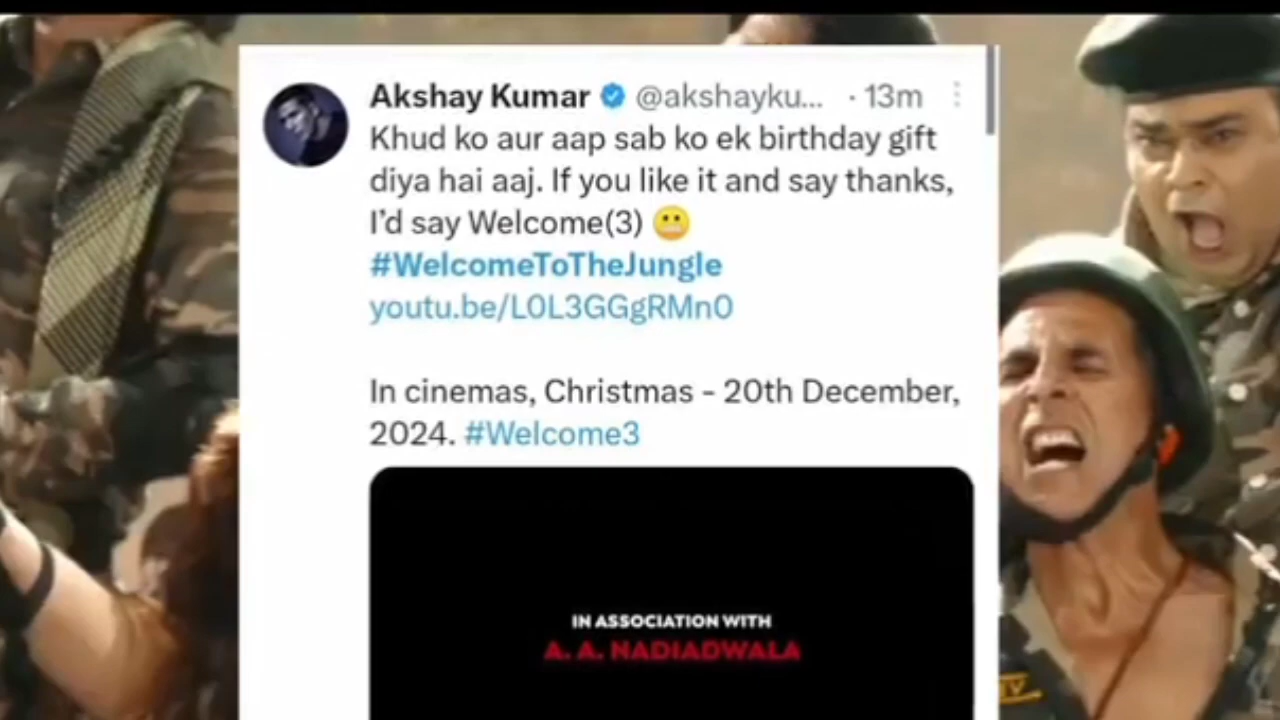 Akshay Kumar @akshayku... · 13m
Khud ko aur aap sab ko ek birthday gift
diya hai aaj. If you like it and say thanks,
I'd say Welcome(3) 😬
#WelcomeToTheJungle
youtu.be/L0L3GGgRMn0
In cinemas, Christmas - 20th December,
2024. #Welcome3
IN ASSOCIATION WITH
A. A. NADIADWALA